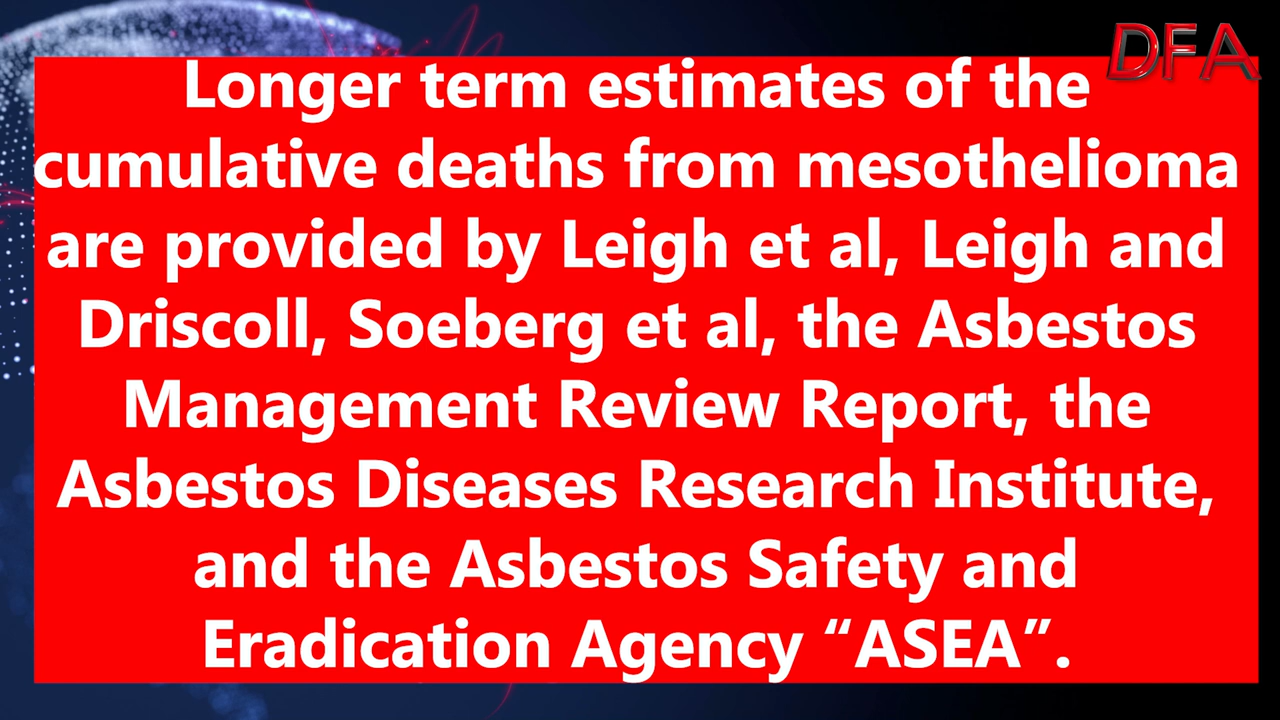 DFA
Longer term estimates of the
cumulative deaths from mesothelioma
are provided by Leigh et al, Leigh and
Driscoll, Soeberg et al, the Asbestos
Management Review Report, the
Asbestos Diseases Research Institute,
and the Asbestos Safety and
Eradication Agency “ASEA”.